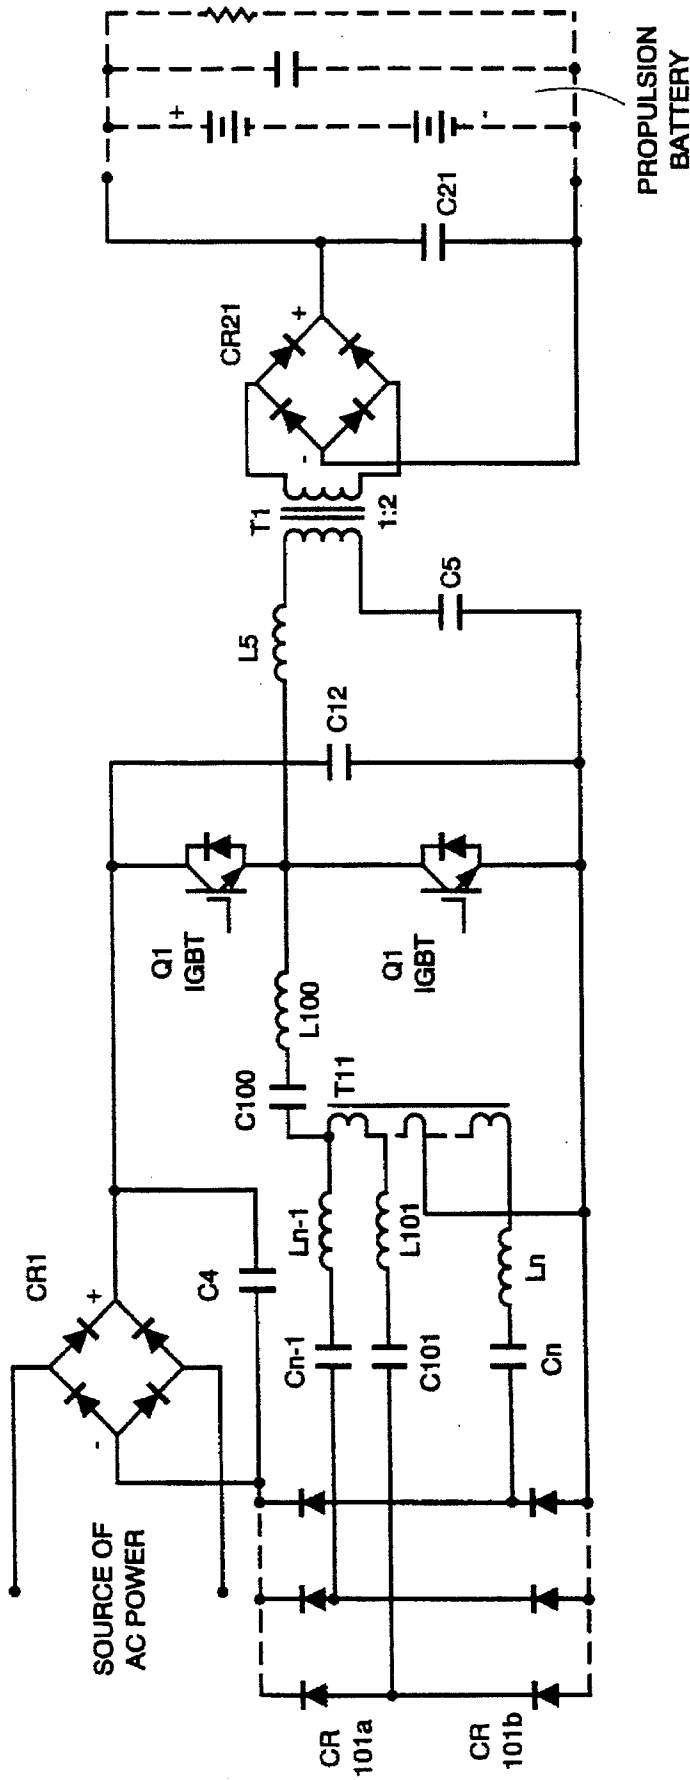 SOURCE OF
AC POWER
CR1
+
-
C4
CR
101a
CR
101b
Cn-1
Ln-1
C101
L101
Cn
Ln
C100
T11
L100
Q1
IGBT
Q1
IGBT
C12
L5
C5
T1
1:2
CR21
+
-
C21
+
-
PROPULSION
BATTERY